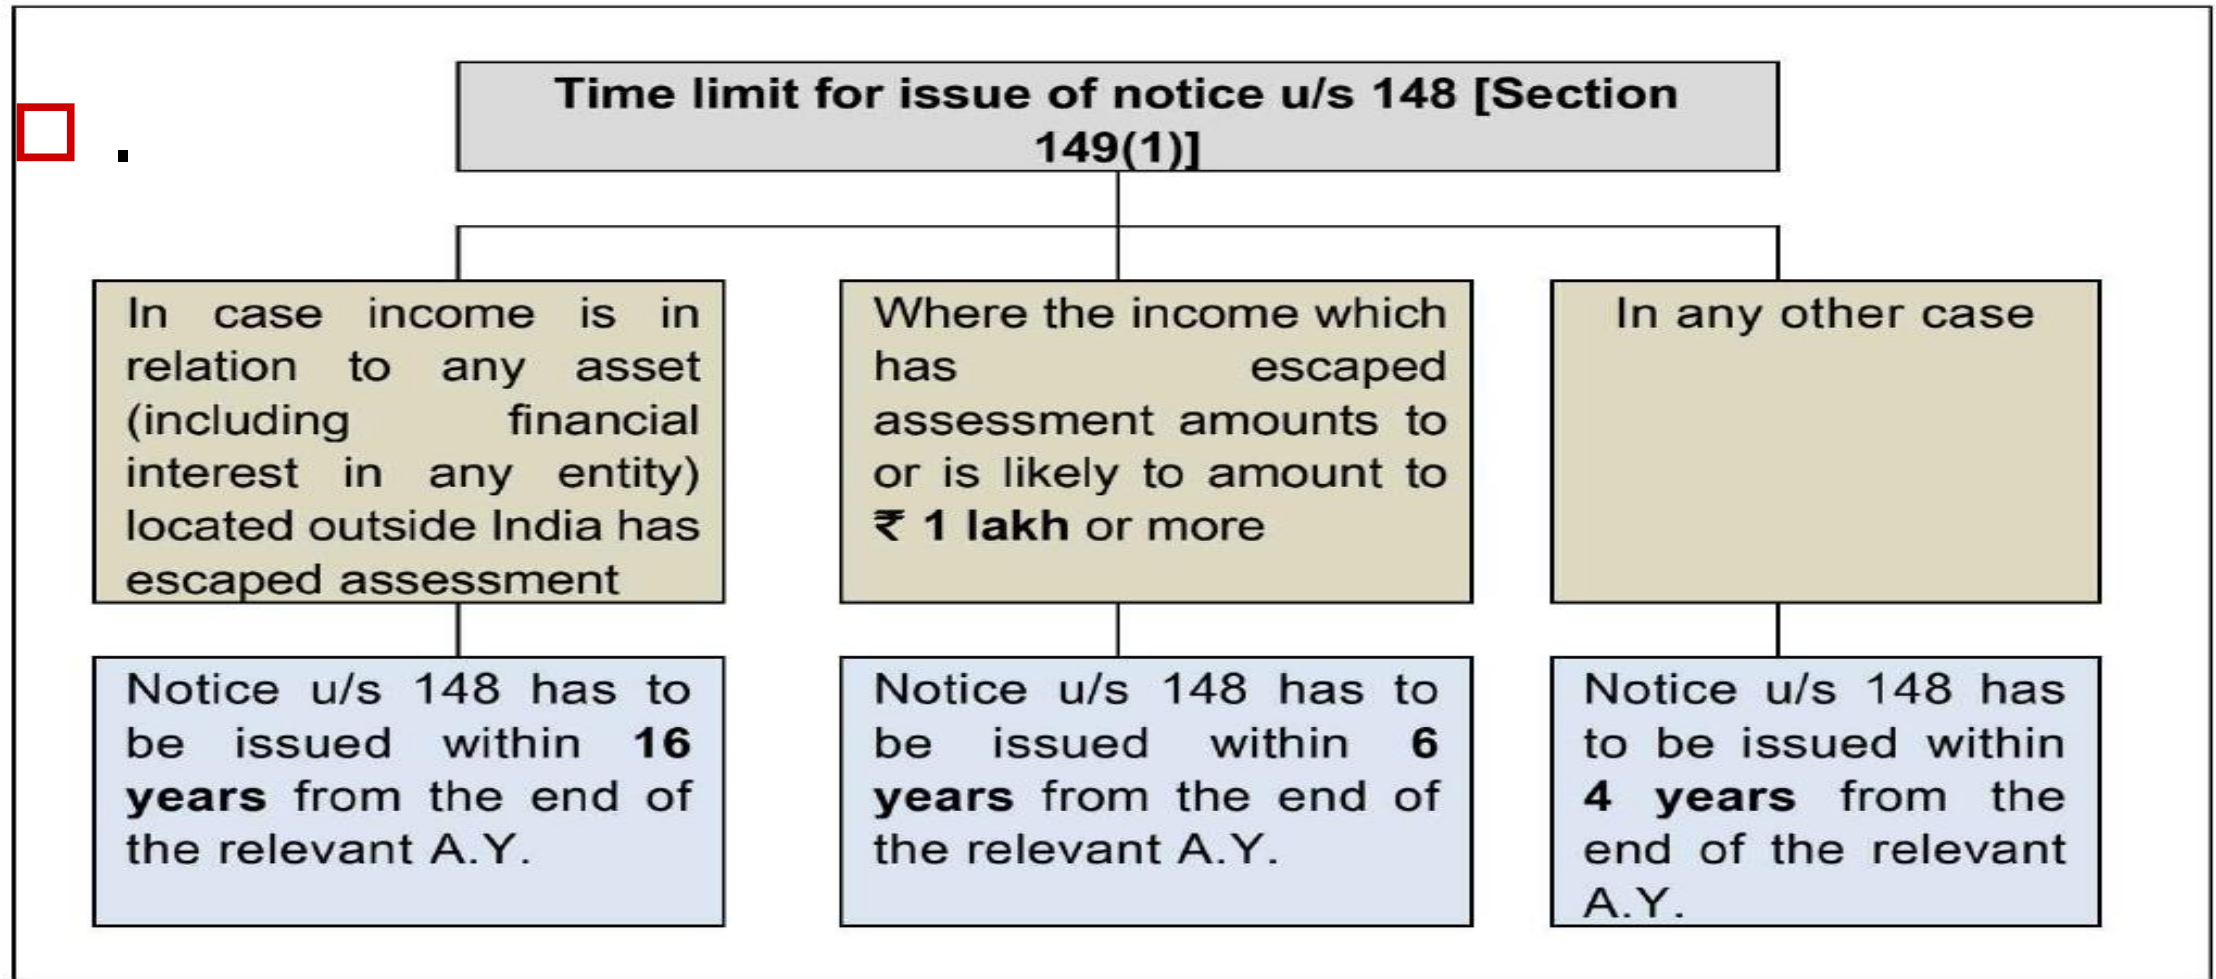 Time limit for issue of notice u/s 148 [Section
149(1)]
.
In case income is in
relation to any asset
(including financial
interest in any entity)
located outside India has
escaped assessment
Where the income which
has escaped
assessment amounts to
or is likely to amount to
₹ 1 lakh or more
In any other case
Notice u/s 148 has to
be issued within 16
years from the end of
the relevant A.Y.
Notice u/s 148 has to
be issued within 6
years from the end of
the relevant A.Y.
Notice u/s 148 has
to be issued within
4 years from the
end of the relevant
A.Y.